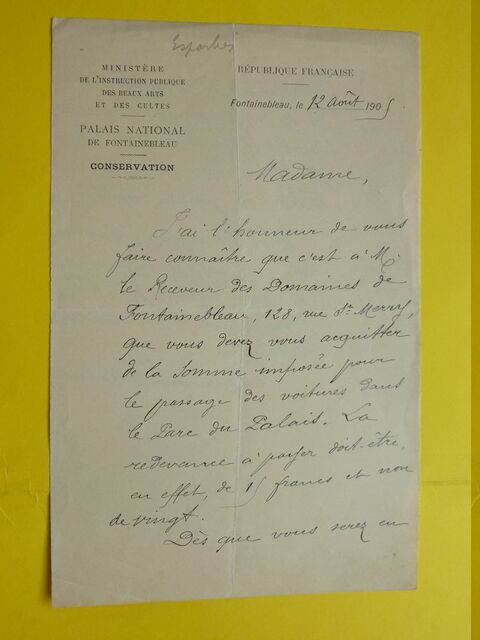 Esparbès
MINISTÈRE
DE L'INSTRUCTION PUBLIQUE
DES BEAUX ARTS
ET DES CULTES
PALAIS NATIONAL
DE FONTAINEBLEAU
CONSERVATION
RÉPUBLIQUE FRANÇAISE
Fontainebleau, le 12 Août 1905
Madame,
J'ai l'honneur de vous
faire connaître que c'est à Mr
le Receveur des Domaines de
Fontainebleau, 128, rue St Merry,
que vous devez vous acquitter
de la somme imposée pour
le passage des voitures dans
le Parc du Palais. La
redevance à payer doit-être,
en effet, de 15 francs et non
de vingt.
Dès que vous serez en